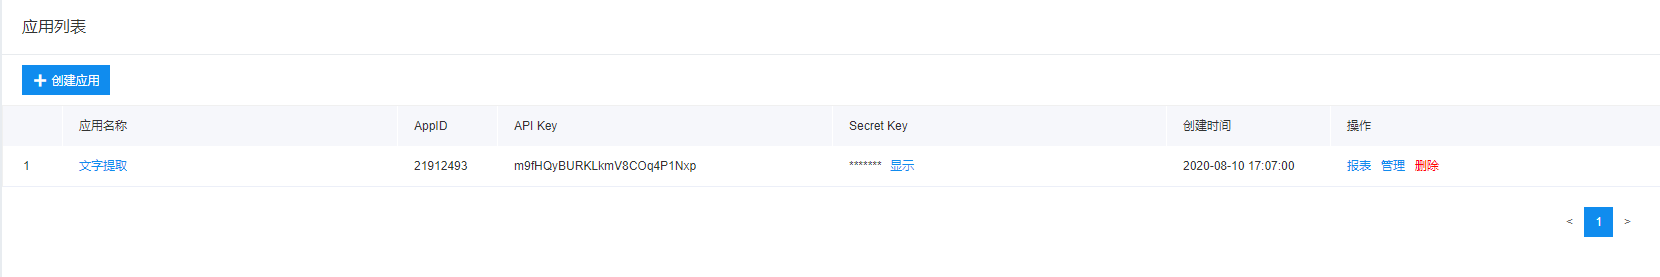 应用列表
创建应用
应用名称 AppID API Key Secret Key 创建时间 操作
1 文字提取 21912493 m9fHQyBURKLkmV8COq4P1Nxp ******* 显示 2020-08-10 17:07:00 报表 管理 删除
< 1 >